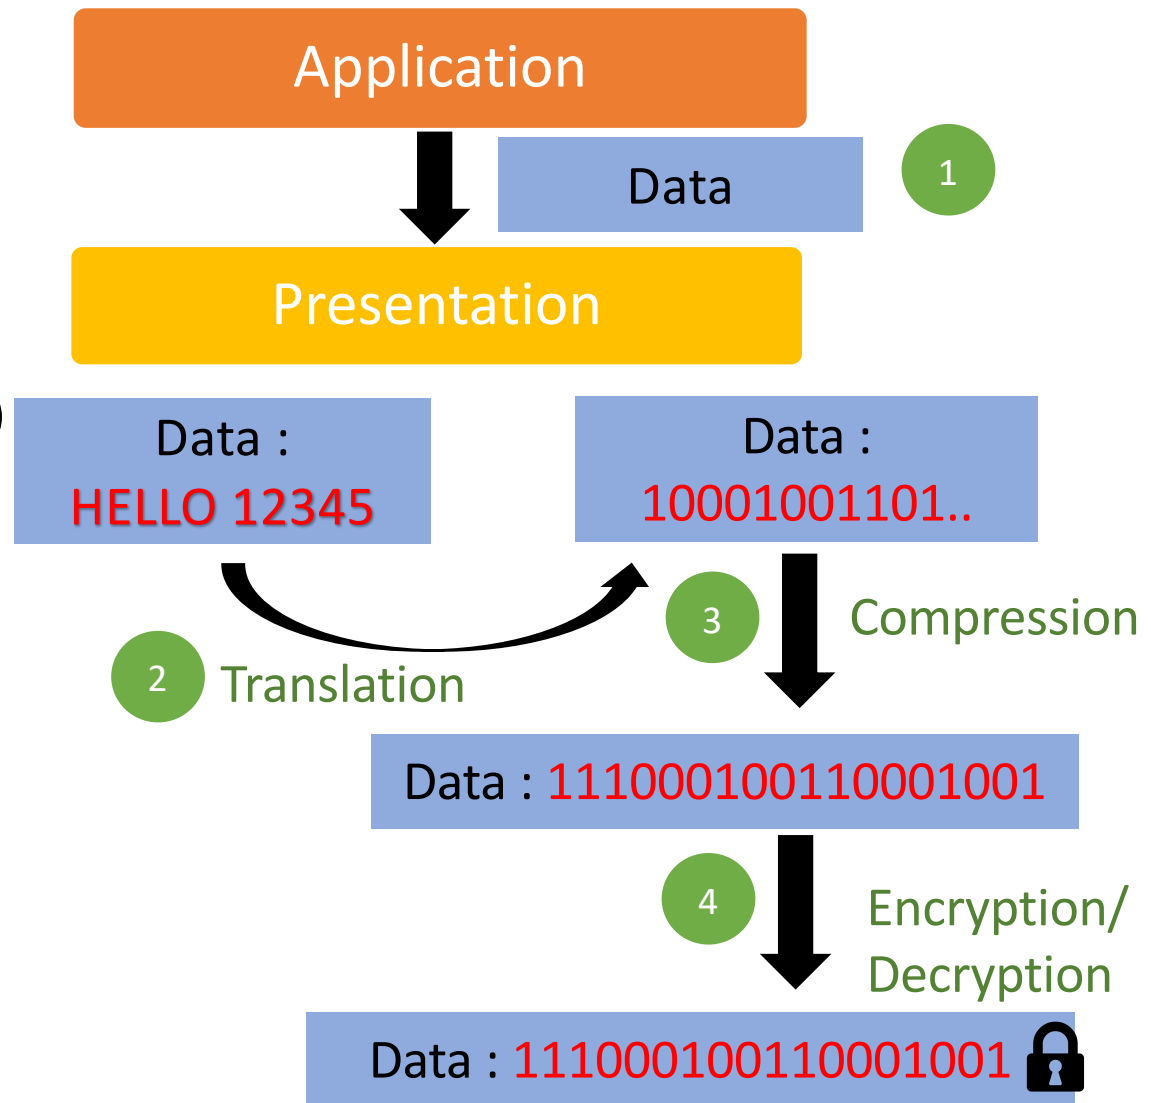 Application
Data
1
Presentation
Data :
HELLO 12345
Data :
10001001101..
2
Translation
3
Compression
Data : 111000100110001001
4
Encryption/
Decryption
Data : 111000100110001001